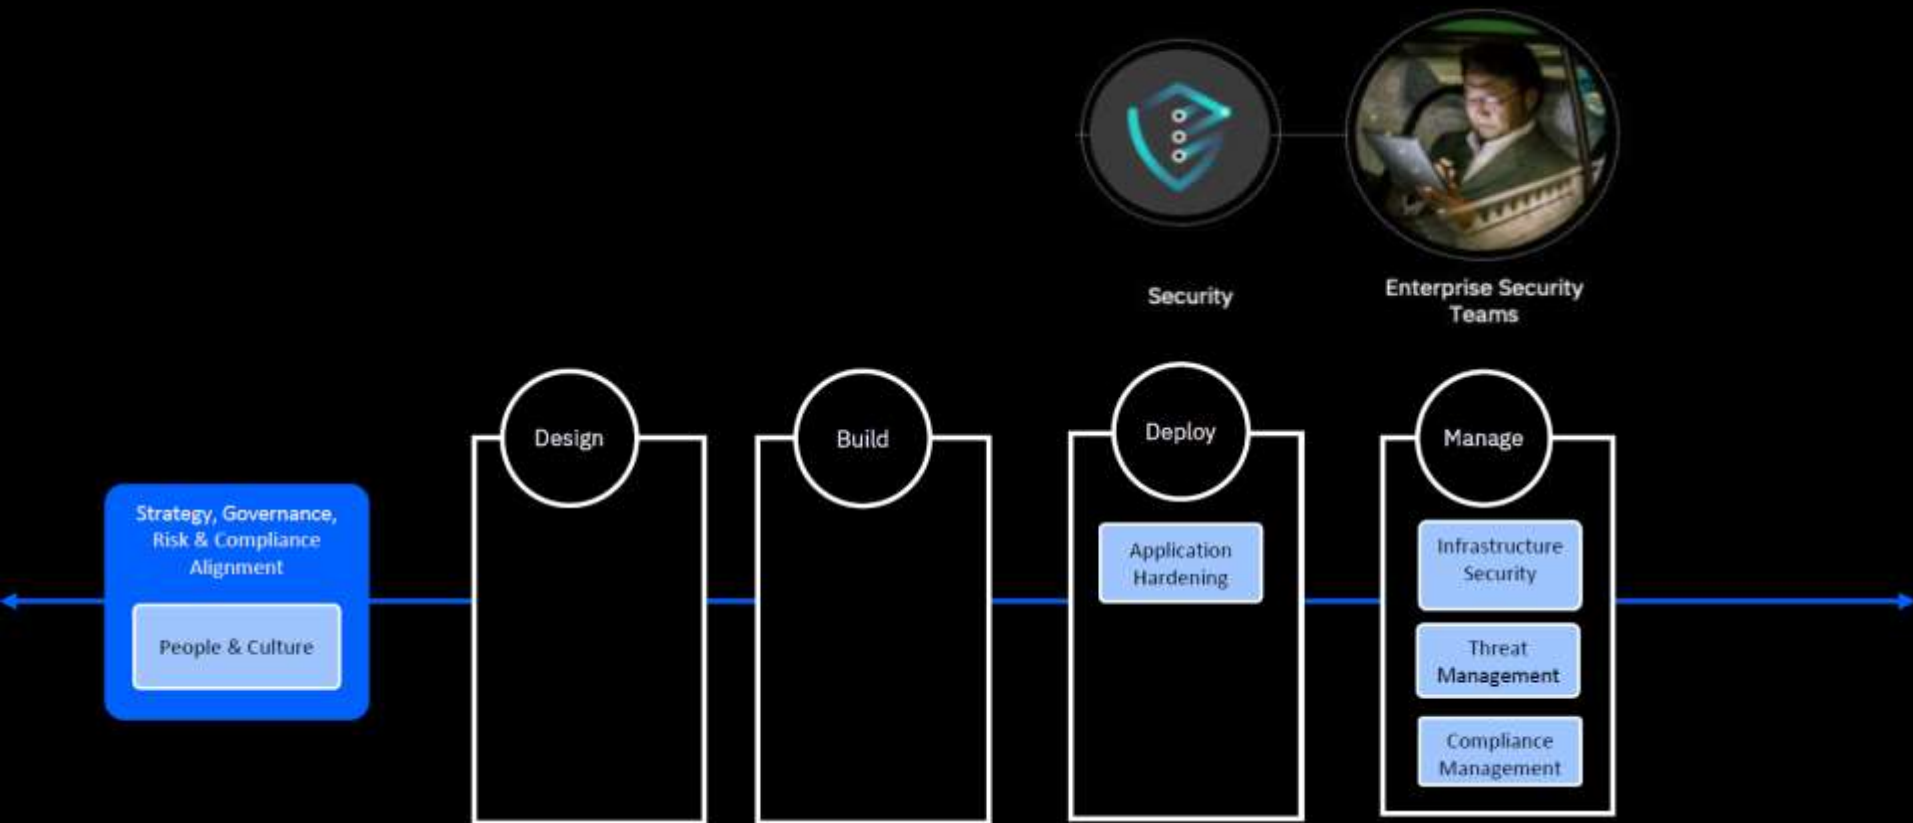 Security
Enterprise Security
Teams
Design
Build
Deploy
Manage
Strategy, Governance,
Risk & Compliance
Alignment
People & Culture
Application
Hardening
Infrastructure
Security
Threat
Management
Compliance
Management